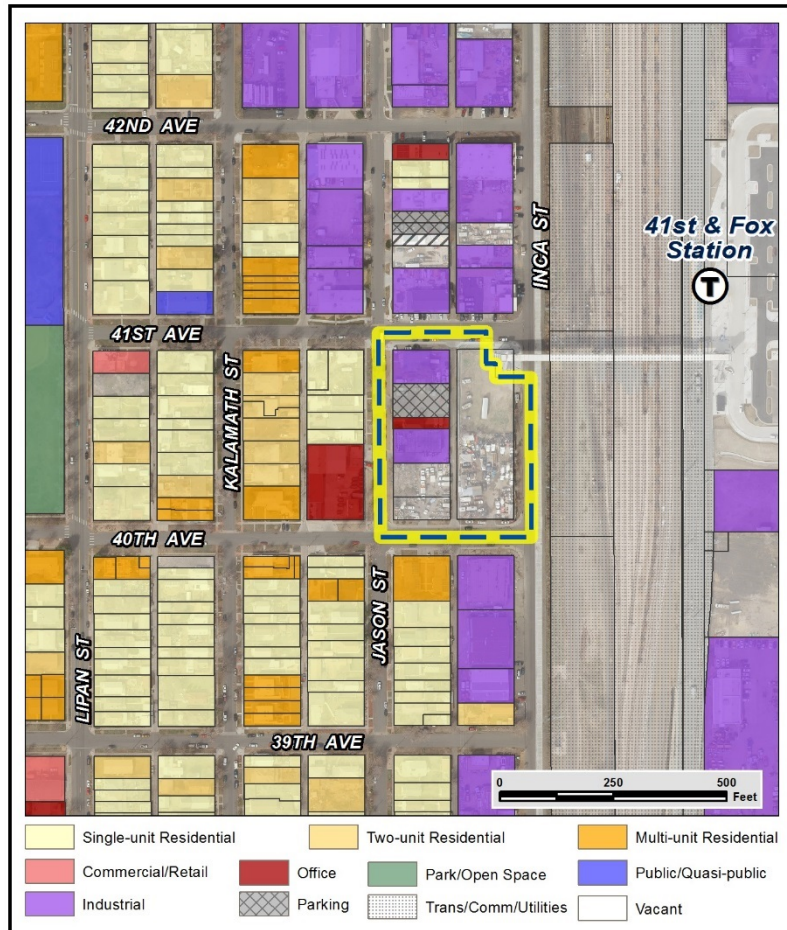 42ND AVE
41st & Fox
Station
T
INCA ST
41ST AVE
KALAMATH ST
40TH AVE
JASON ST
LIPAN ST
39TH AVE
0 250 500
Feet
Single-unit Residential Two-unit Residential Multi-unit Residential
Commercial/Retail Office Park/Open Space Public/Quasi-public
Industrial Parking Trans/Comm/Utilities Vacant